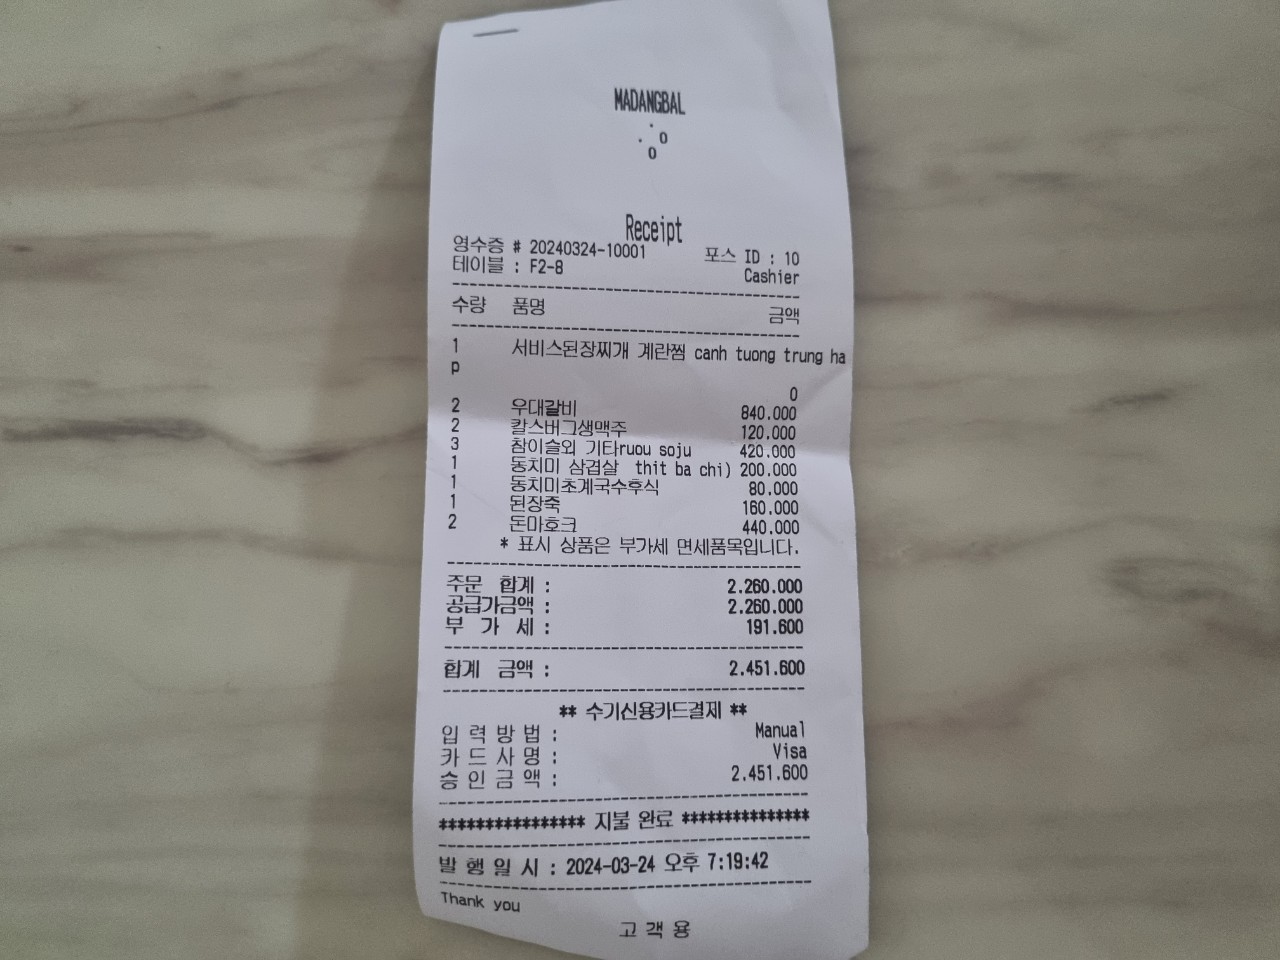 MADANGBAL
Receipt
영수증 # 20240324-10001 포스 ID : 10
테이블 : F2-8 Cashier
수량 품명 금액
1 서비스된장찌개 계란찜 canh tuong trung ha
p
0
2 우대갈비 840.000
2 칼스버그생맥주 120.000
3 참이슬외 기타ruou soju 420.000
1 동치미 삼겹살 thit ba chi) 200.000
1 동치미초계국수후식 80.000
1 된장죽 160.000
2 돈마호크 440.000
* 표시 상품은 부가세 면세품목입니다.
주문 합계 : 2.260.000
공급가금액 : 2.260.000
부 가 세 : 191.600
합계 금액 : 2.451.600
** 수기신용카드결제 **
입 력 방 법 : Manual
카 드 사 명 : Visa
승 인 금 액 : 2.451.600
**************** 지불 완료 ***************
발 행 일 시 : 2024-03-24 오후 7:19:42
Thank you
고 객 용